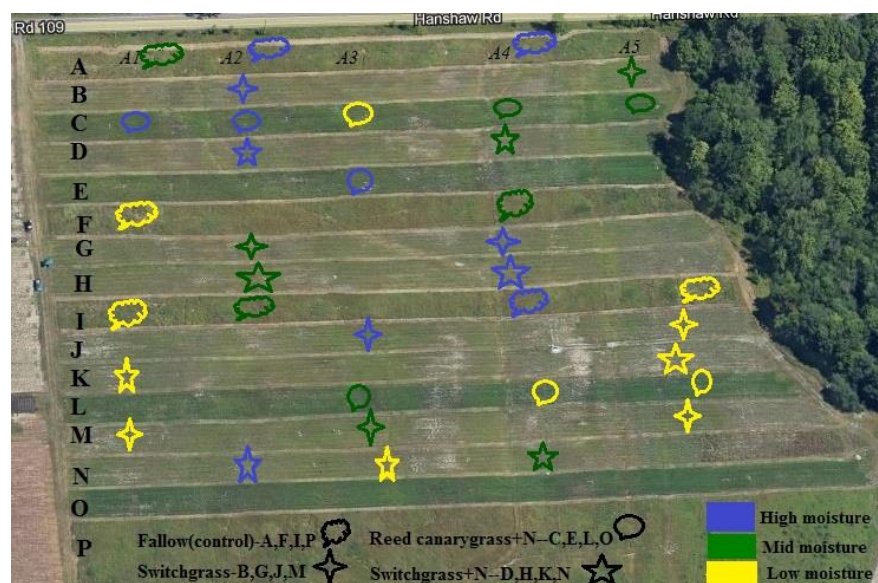 Hanshaw Rd
Hanshaw Rd
Rd 109
A1 A2 A3 A4 A5
A
B
C
D
E
F
G
H
I
J
K
L
M
N
O
P
Fallow(control)-A,F,I,P Reed canarygrass+N--C,E,L,O High moisture
Mid moisture
Switchgrass-B,G,J,M Switchgrass+N--D,H,K,N Low moisture